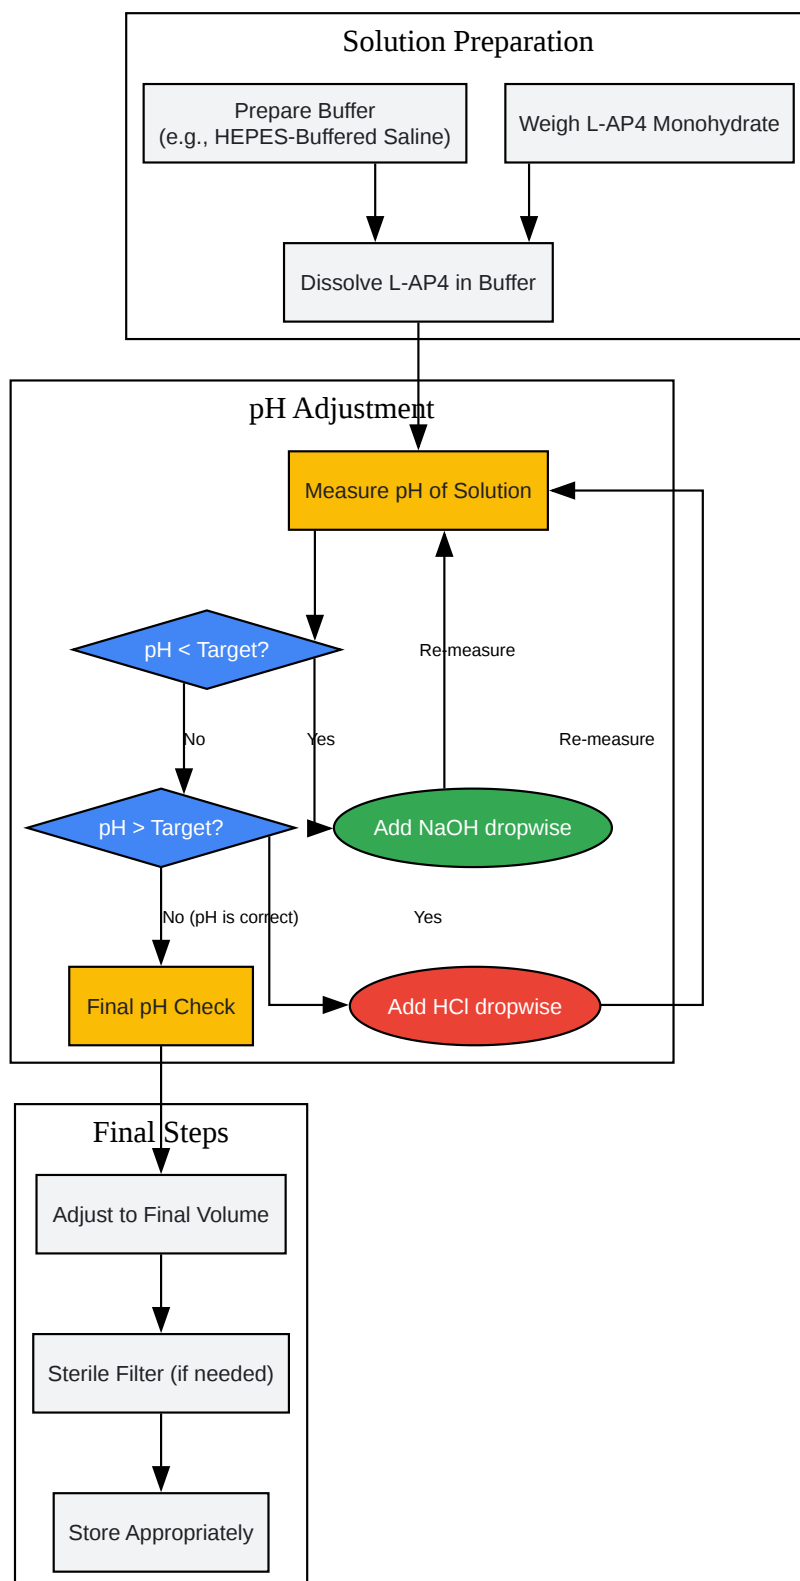 Solution Preparation
Prepare Buffer
(e.g., HEPES-Buffered Saline)
Weigh L-AP4 Monohydrate
Dissolve L-AP4 in Buffer
pH Adjustment
Measure pH of Solution
pH < Target?
Re-measure
No
Yes
Re-measure
pH > Target?
Add NaOH dropwise
No (pH is correct)
Yes
Final pH Check
Add HCl dropwise
Final Steps
Adjust to Final Volume
Sterile Filter (if needed)
Store Appropriately